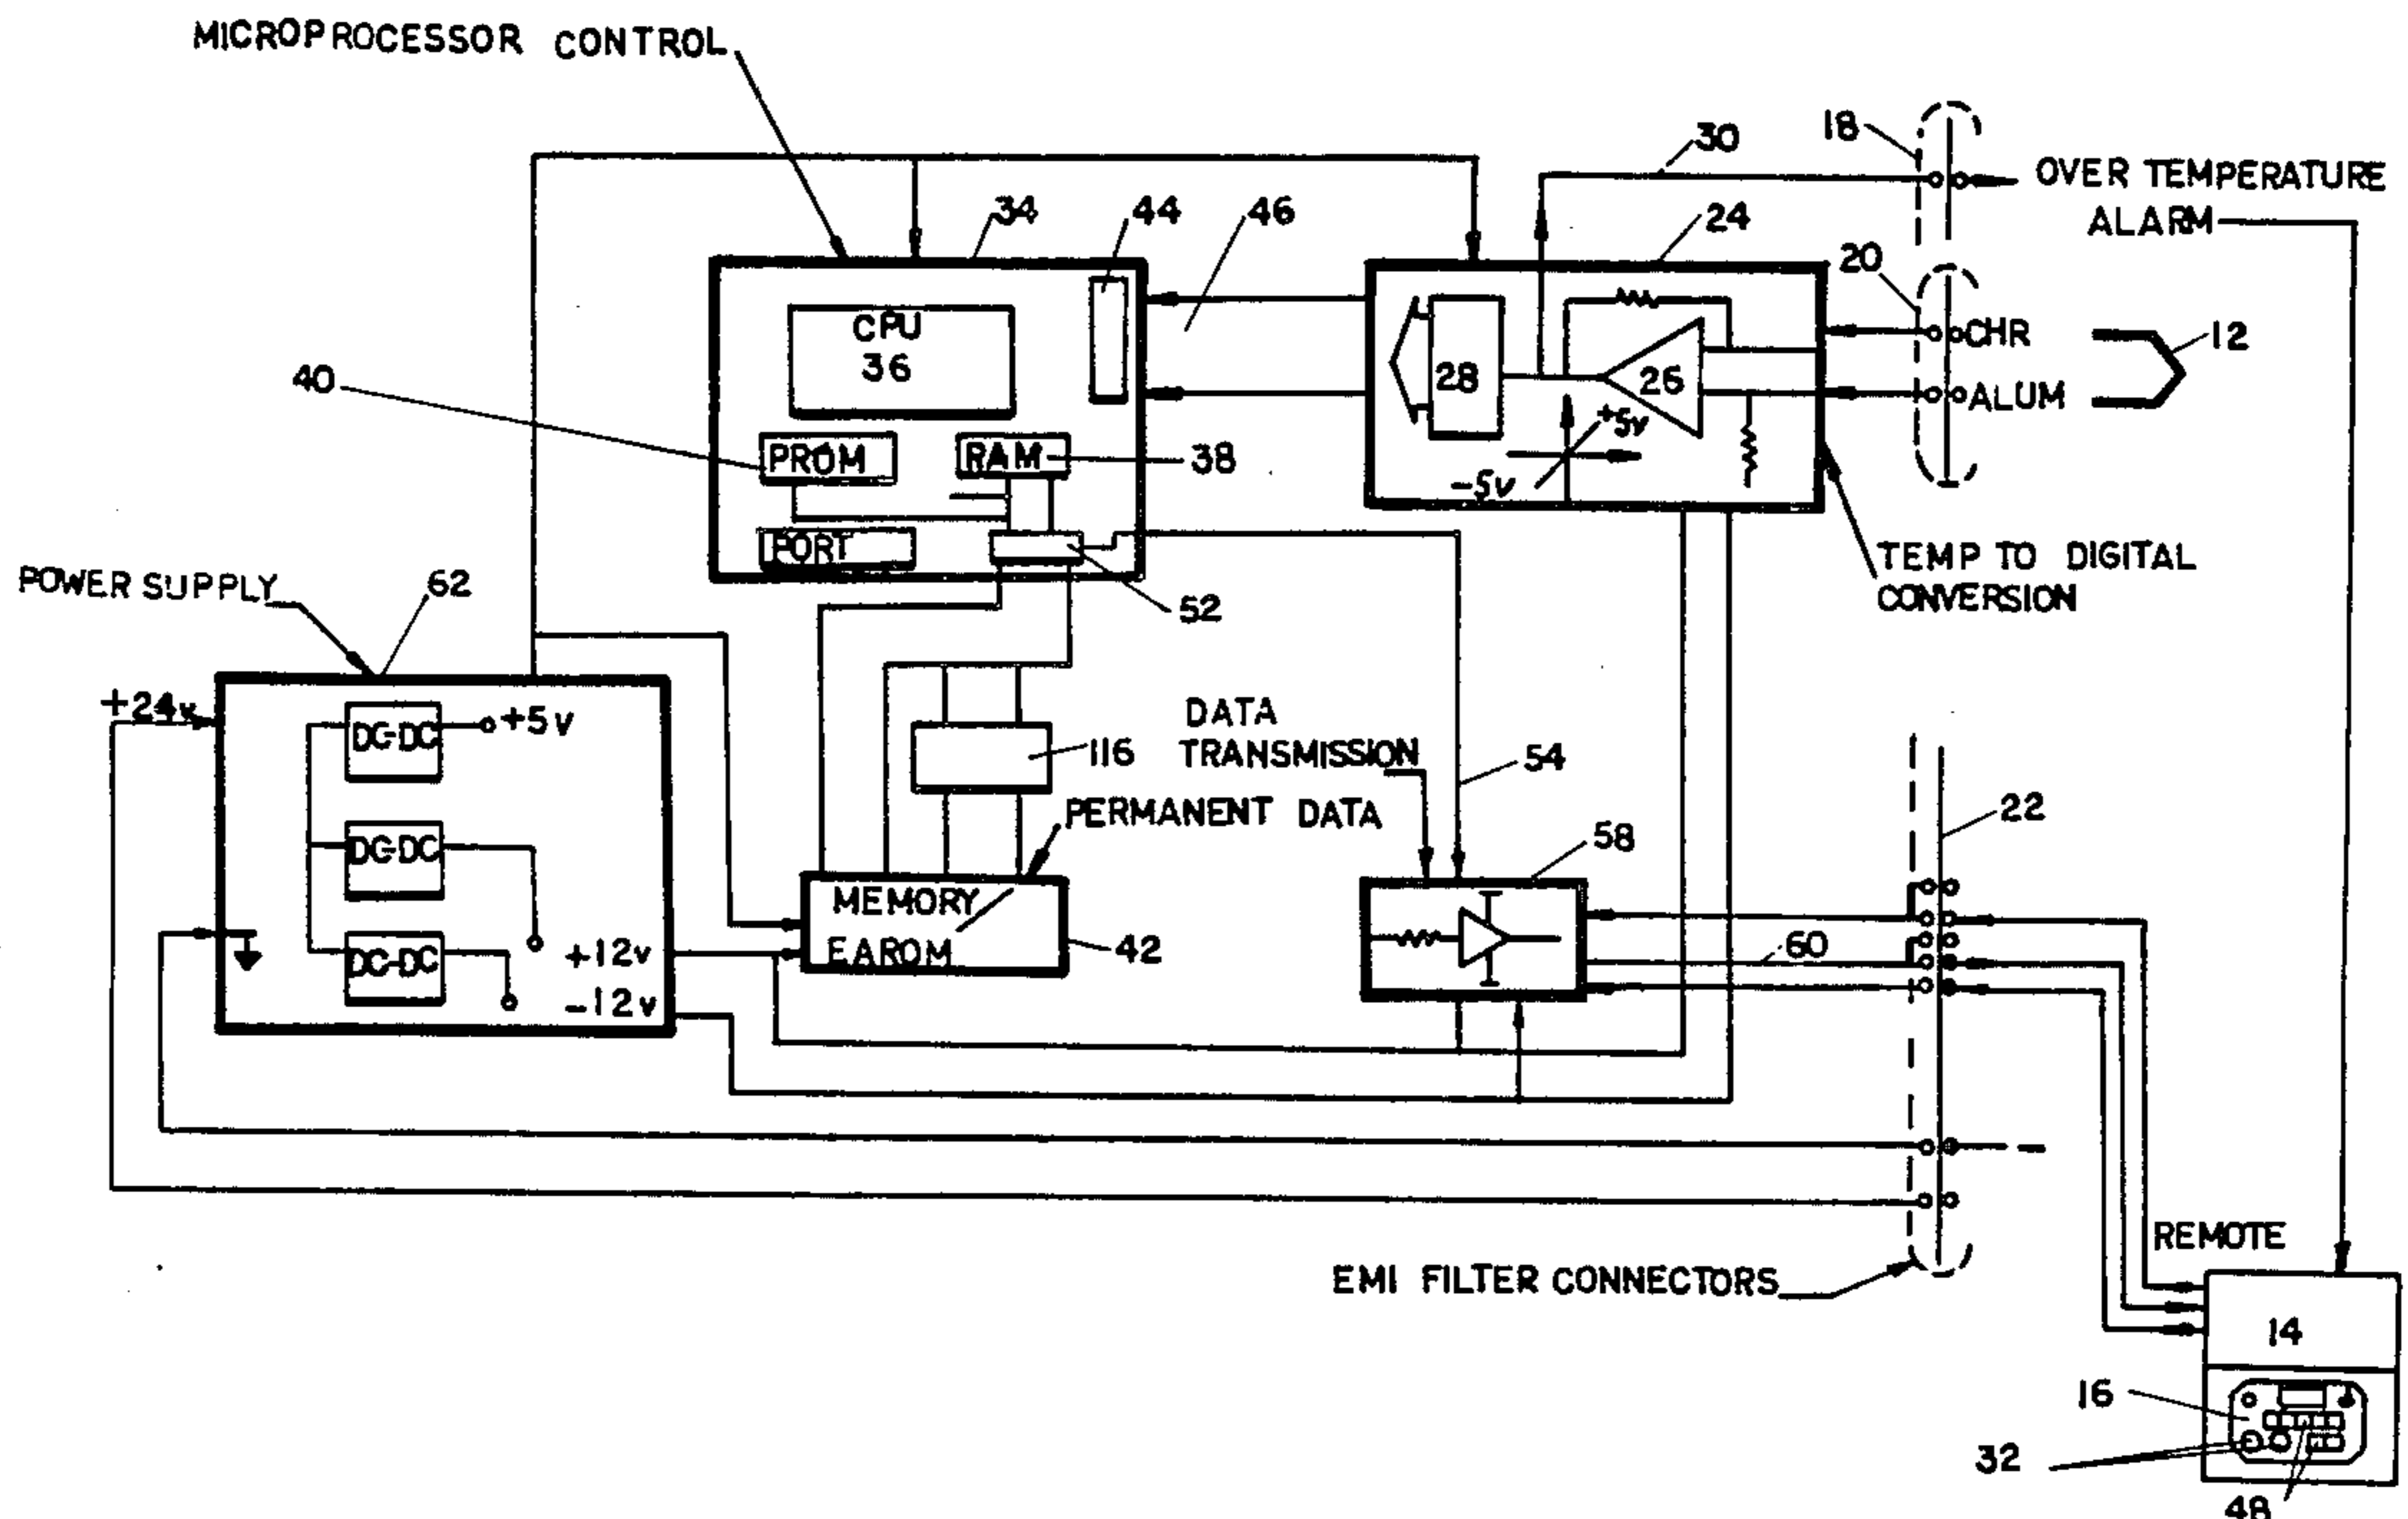 MICROPROCESSOR CONTROL
18
30
OVER TEMPERATURE
ALARM
34
44
46
24
20
CPU
36
28
26
CHR
12
40
ALUM
+5v
PROM
RAM
38
-5v
PORT
TEMP TO DIGITAL
CONVERSION
POWER SUPPLY
62
52
+24v
DC-DC
+5v
DATA
TRANSMISSION
116
54
PERMANENT DATA
22
DC-DC
58
MEMORY
EAROM
42
60
DC-DC
+12v
-12v
REMOTE
EMI FILTER CONNECTORS
14
16
32
48